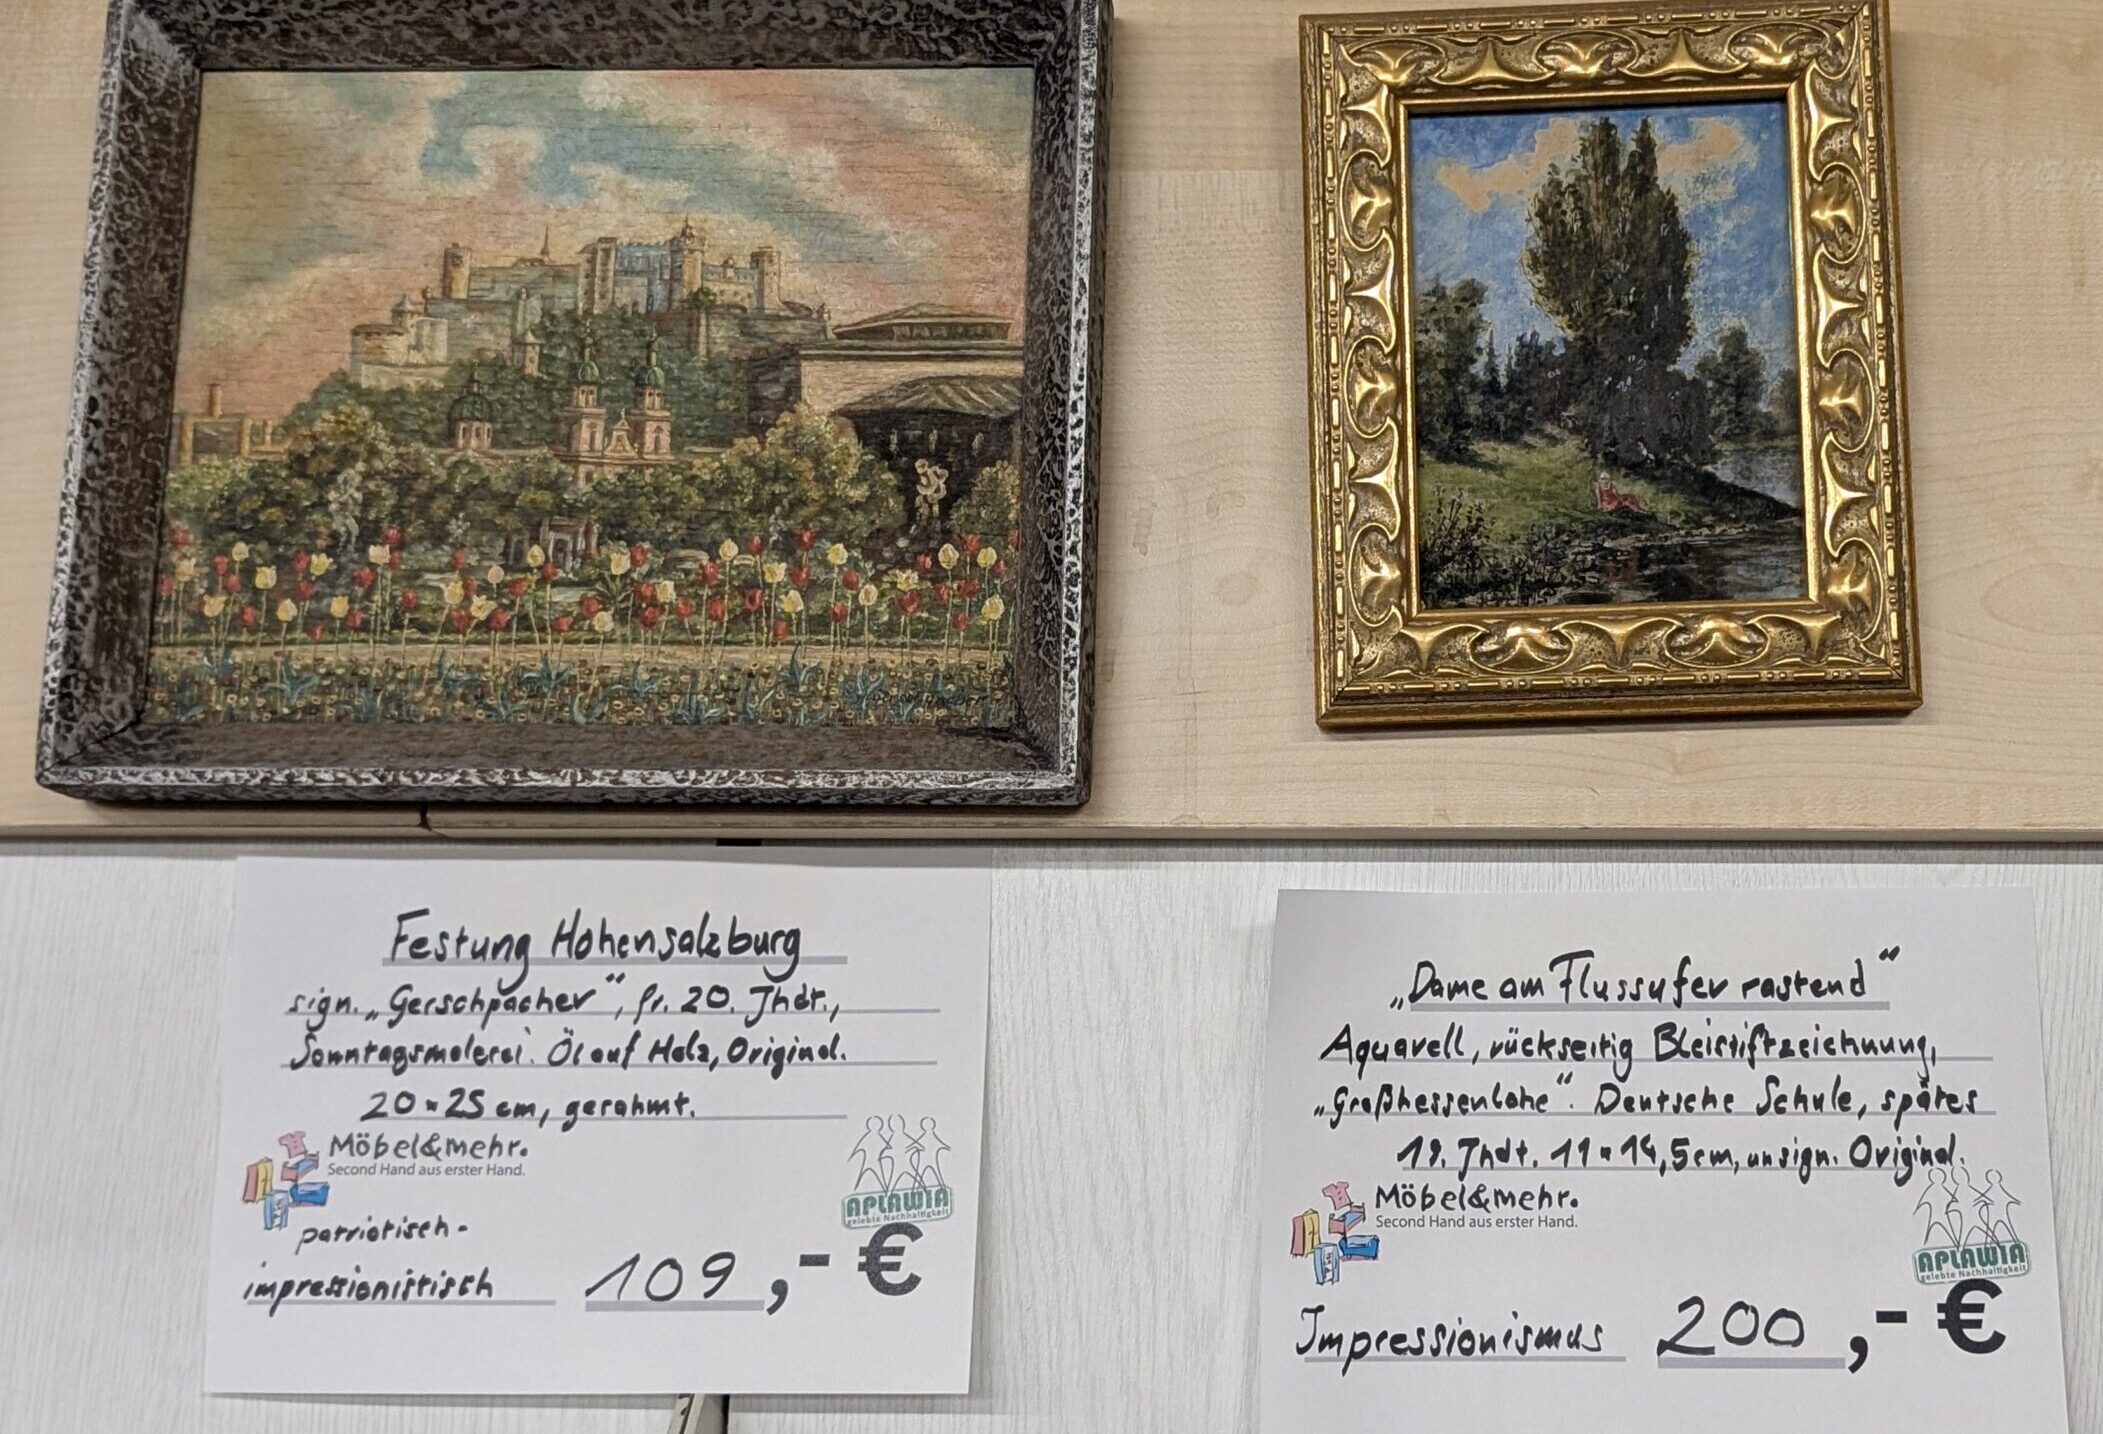 Festung Hohensalzburg
sign. „Gerschpacher", fr. 20. Jhdt.,
Sonntagsmalerei. Öl auf Holz, Original.
20 x 25 cm, gerahmt.
Möbel&mehr.
Second Hand aus erster Hand.
APLAWIA
gelebte Nachhaltigkeit
patriotisch-
impressionistisch 109,- €
„Dame am Flussufer rastend"
Aquarell, rückseitig Bleistiftzeichnung,
„Großhessenlohe". Deutsche Schule, spätes
19. Jhdt. 11 x 14,5cm, unsign. Original.
Möbel&mehr.
Second Hand aus erster Hand.
APLAWIA
gelebte Nachhaltigkeit
Impressionismus 200,- €